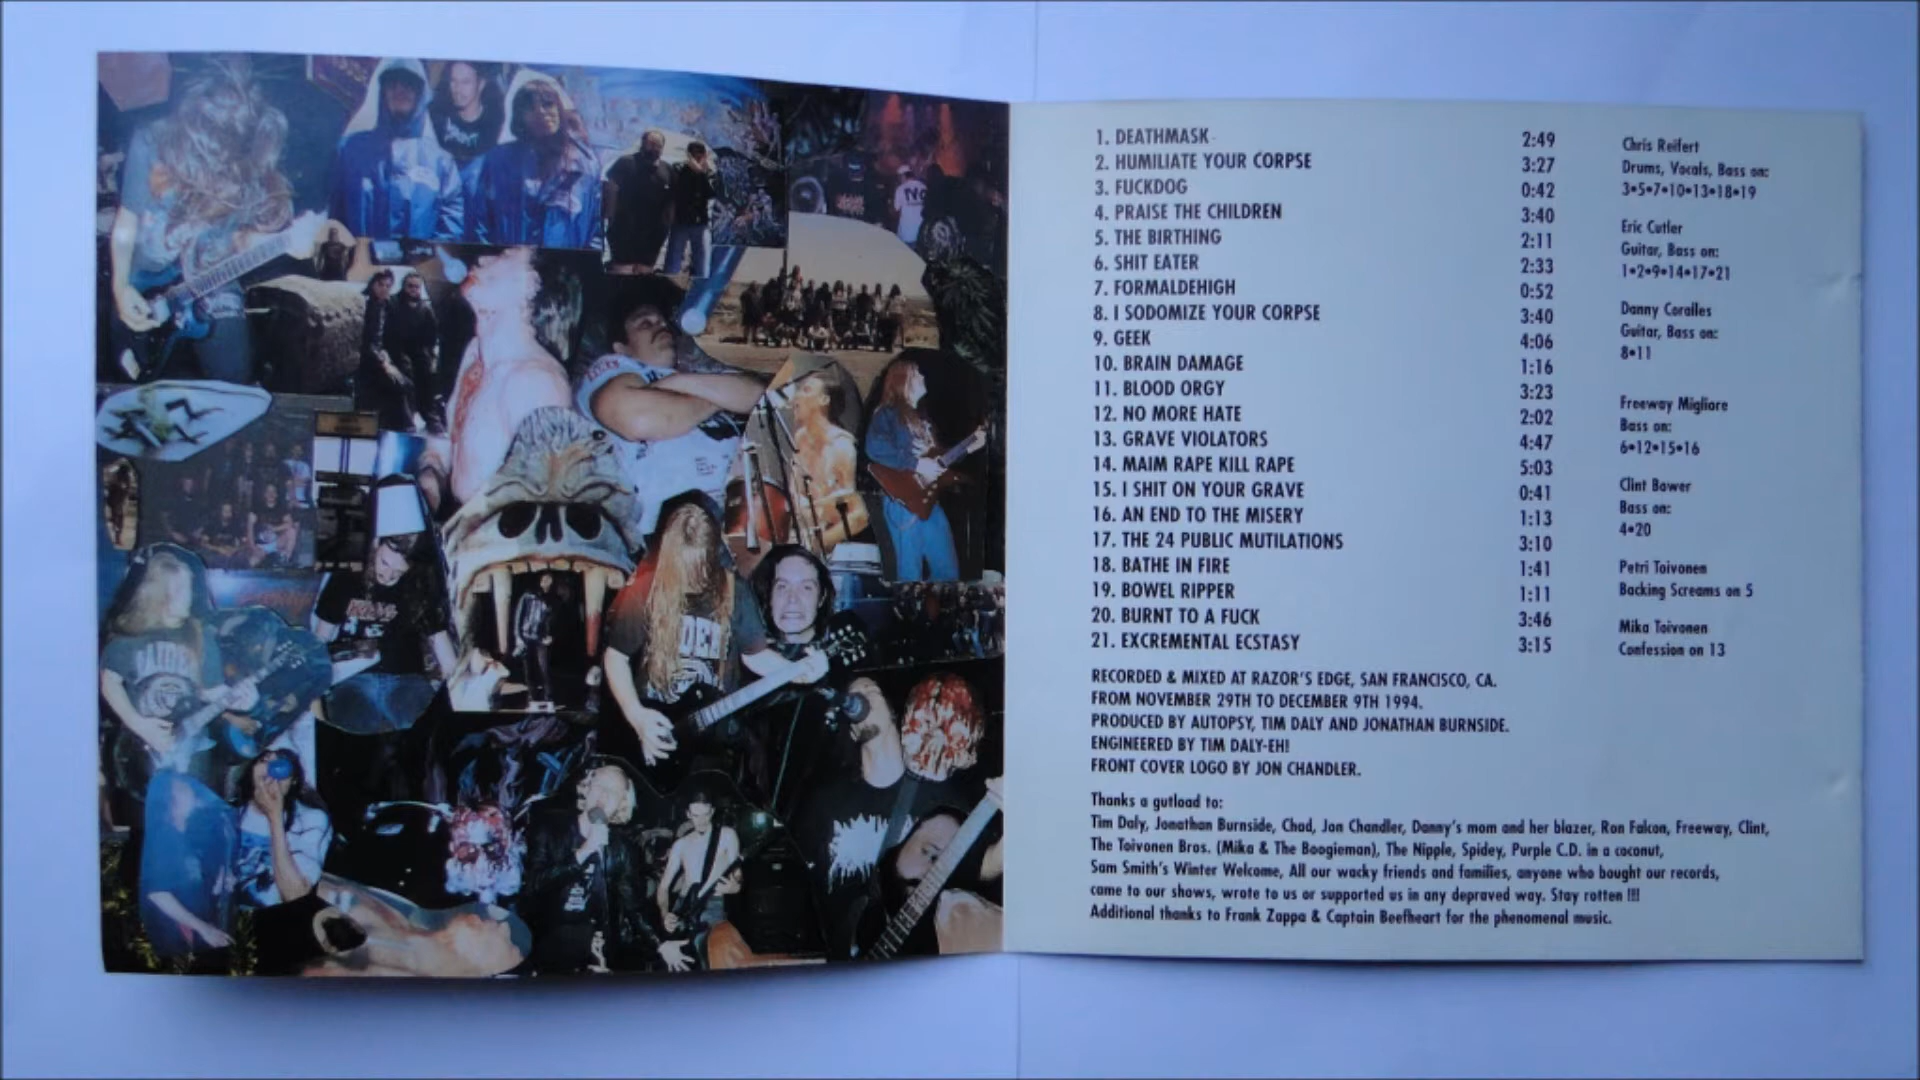 1. DEATHMASK 2:49
2. HUMILIATE YOUR CORPSE 3:27
3. FUCKDOG 0:42
4. PRAISE THE CHILDREN 3:40
5. THE BIRTHING 2:11
6. SHIT EATER 2:33
7. FORMALDEHIGH 0:52
8. I SODOMIZE YOUR CORPSE 3:40
9. GEEK 4:06
10. BRAIN DAMAGE 1:16
11. BLOOD ORGY 3:23
12. NO MORE HATE 2:02
13. GRAVE VIOLATORS 4:47
14. MAIM RAPE KILL RAPE 5:03
15. I SHIT ON YOUR GRAVE 0:41
16. AN END TO THE MISERY 1:13
17. THE 24 PUBLIC MUTILATIONS 3:10
18. BATHE IN FIRE 1:41
19. BOWEL RIPPER 1:11
20. BURNT TO A FUCK 3:46
21. EXCREMENTAL ECSTASY 3:15
Chris Reifert
Drums, Vocals, Bass on:
3•5•7•10•13•18•19
Eric Cutler
Guitar, Bass on:
1•2•9•14•17•21
Danny Coralles
Guitar, Bass on:
8•11
Freeway Migliore
Bass on:
6•12•15•16
Clint Bower
Bass on:
4•20
Petri Toivonen
Backing Screams on 5
Mika Toivonen
Confession on 13
RECORDED & MIXED AT RAZOR'S EDGE, SAN FRANCISCO, CA.
FROM NOVEMBER 29TH TO DECEMBER 9TH 1994.
PRODUCED BY AUTOPSY, TIM DALY AND JONATHAN BURNSIDE.
ENGINEERED BY TIM DALY-EH!
FRONT COVER LOGO BY JON CHANDLER.
Thanks a gutload to:
Tim Daly, Jonathan Burnside, Chad, Jon Chandler, Danny's mom and her blazer, Ron Falcon, Freeway, Clint,
The Toivonen Bros. (Mika & The Boogieman), The Nipple, Spidey, Purple C.D. in a coconut,
Sam Smith's Winter Welcome, All our wacky friends and families, anyone who bought our records,
came to our shows, wrote to us or supported us in any depraved way. Stay rotten !!!
Additional thanks to Frank Zappa & Captain Beefheart for the phenomenal music.